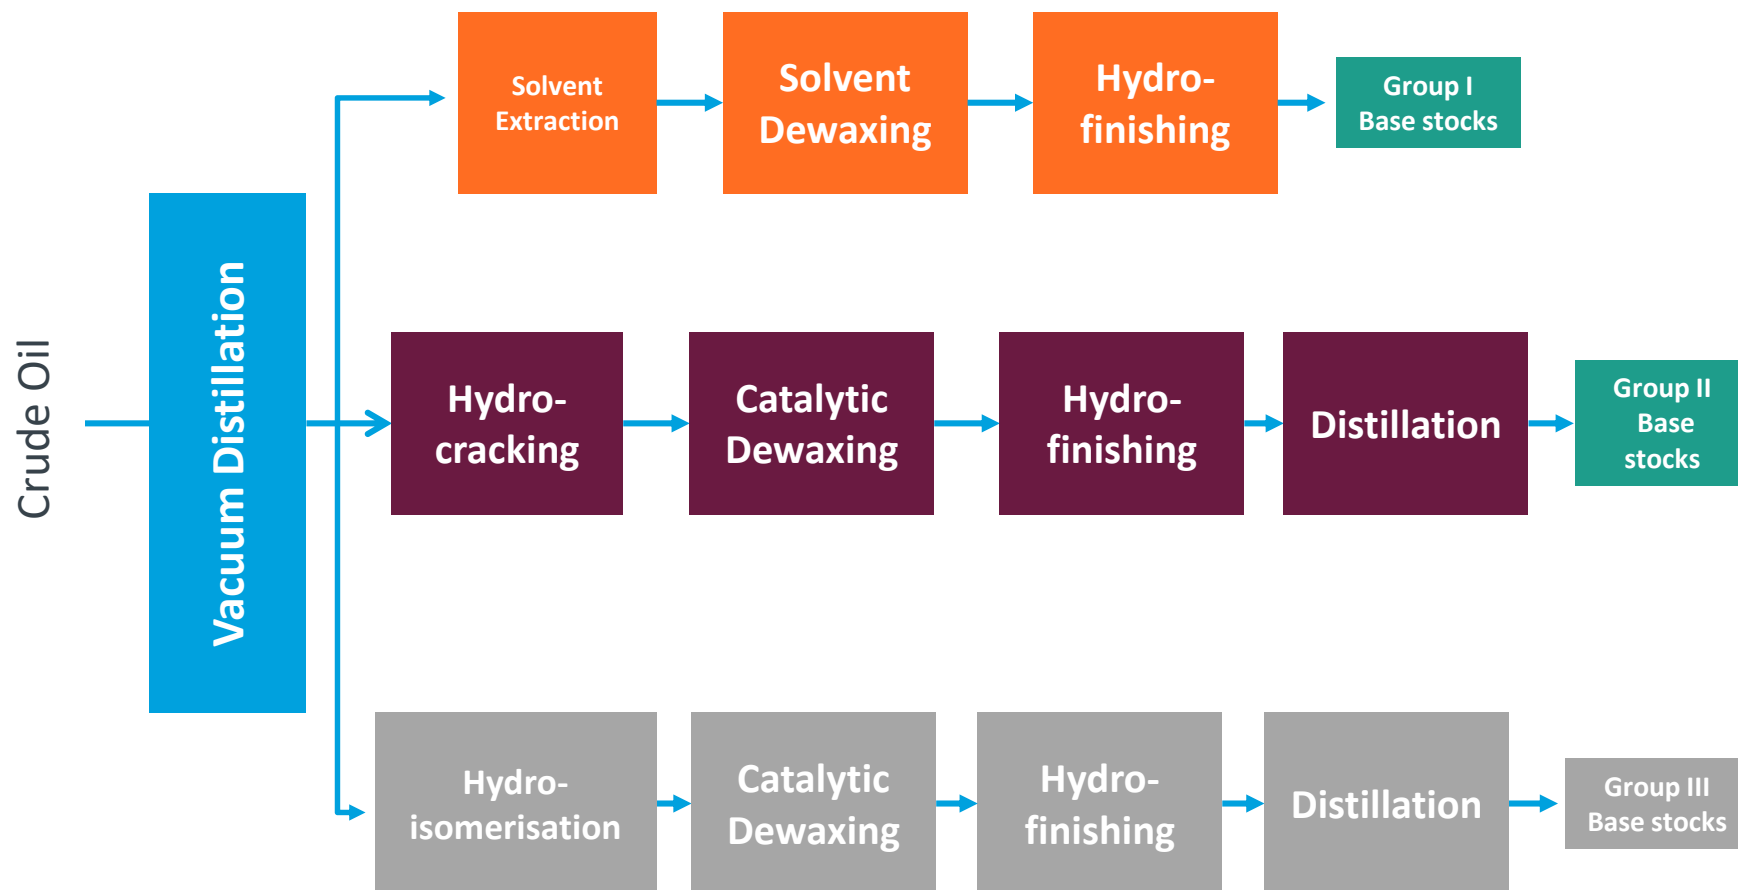 Crude Oil
Vacuum Distillation
Solvent
Extraction
Solvent
Dewaxing
Hydro-
finishing
Group I
Base stocks
Hydro-
cracking
Catalytic
Dewaxing
Hydro-
finishing
Distillation
Group II
Base
stocks
Hydro-
isomerisation
Catalytic
Dewaxing
Hydro-
finishing
Distillation
Group III
Base stocks